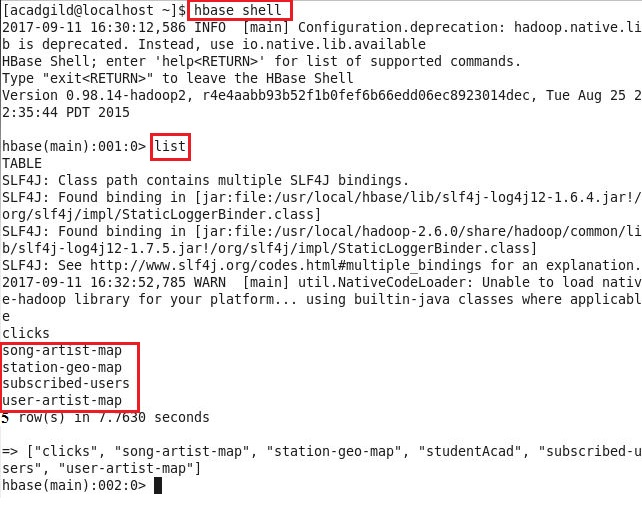 [acadgild@localhost ~]$ hbase shell
2017-09-11 16:30:12,586 INFO  [main] Configuration.deprecation: hadoop.native.li
b is deprecated. Instead, use io.native.lib.available
HBase Shell; enter 'help<RETURN>' for list of supported commands.
Type "exit<RETURN>" to leave the HBase Shell
Version 0.98.14-hadoop2, r4e4aabb93b52f1b0fef6b66edd06ec8923014dec, Tue Aug 25 2
2:35:44 PDT 2015
hbase(main):001:0> list
TABLE
SLF4J: Class path contains multiple SLF4J bindings.
SLF4J: Found binding in [jar:file:/usr/local/hbase/lib/slf4j-log4j12-1.6.4.jar!/
org/slf4j/impl/StaticLoggerBinder.class]
SLF4J: Found binding in [jar:file:/usr/local/hadoop-2.6.0/share/hadoop/common/li
b/slf4j-log4j12-1.7.5.jar!/org/slf4j/impl/StaticLoggerBinder.class]
SLF4J: See http://www.slf4j.org/codes.html#multiple_bindings for an explanation.
2017-09-11 16:32:52,785 WARN  [main] util.NativeCodeLoader: Unable to load nativ
e-hadoop library for your platform... using builtin-java classes where applicabl
e
clicks
song-artist-map
station-geo-map
subscribed-users
user-artist-map
5 row(s) in 7.7630 seconds
=> ["clicks", "song-artist-map", "station-geo-map", "studentAcad", "subscribed-u
sers", "user-artist-map"]
hbase(main):002:0>